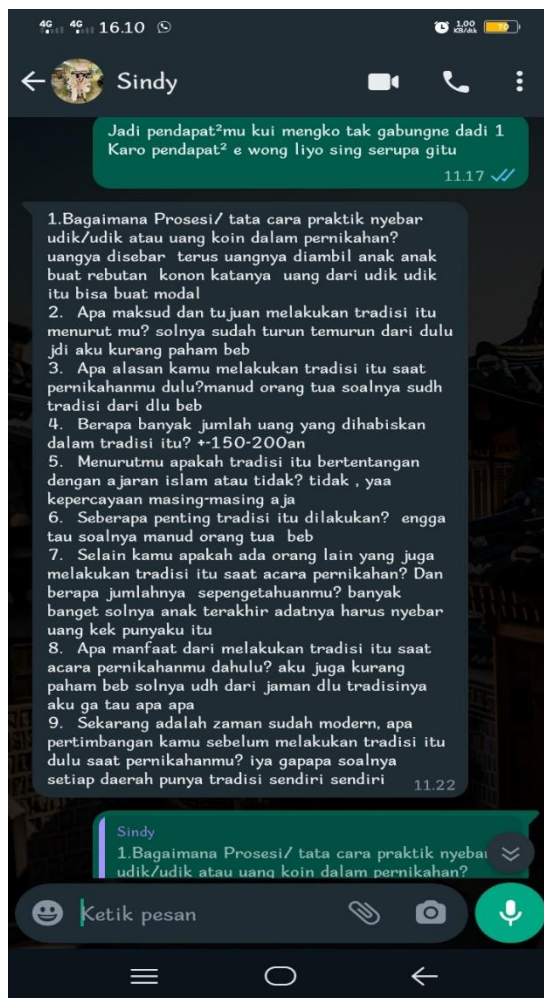 4G 4G 16.10 1,00 KB/dtk 70
Sindy
Jadi pendapat²mu kui mengko tak gabungne dadi 1
Karo pendapat² e wong liyo sing serupa gitu
11.17
1.Bagaimana Prosesi/ tata cara praktik nyebar
udik/udik atau uang koin dalam pernikahan?
uangya disebar terus uangnya diambil anak anak
buat rebutan konon katanya uang dari udik udik
itu bisa buat modal
2. Apa maksud dan tujuan melakukan tradisi itu
menurut mu? solnya sudah turun temurun dari dulu
jdi aku kurang paham beb
3. Apa alasan kamu melakukan tradisi itu saat
pernikahanmu dulu?manud orang tua soalnya sudh
tradisi dari dlu beb
4. Berapa banyak jumlah uang yang dihabiskan
dalam tradisi itu? +-150-200an
5. Menurutmu apakah tradisi itu bertentangan
dengan ajaran islam atau tidak? tidak , yaa
kepercayaan masing-masing aja
6. Seberapa penting tradisi itu dilakukan? engga
tau soalnya manud orang tua beb
7. Selain kamu apakah ada orang lain yang juga
melakukan tradisi itu saat acara pernikahan? Dan
berapa jumlahnya sepengetahuanmu? banyak
banget solnya anak terakhir adatnya harus nyebar
uang kek punyaku itu
8. Apa manfaat dari melakukan tradisi itu saat
acara pernikahanmu dahulu? aku juga kurang
paham beb solnya udh dari jaman dlu tradisinya
aku ga tau apa apa
9. Sekarang adalah zaman sudah modern, apa
pertimbangan kamu sebelum melakukan tradisi itu
dulu saat pernikahanmu? iya gapapa soalnya
setiap daerah punya tradisi sendiri sendiri 11.22
Sindy
1.Bagaimana Prosesi/ tata cara praktik nyebar
udik/udik atau uang koin dalam pernikahan?
Ketik pesan